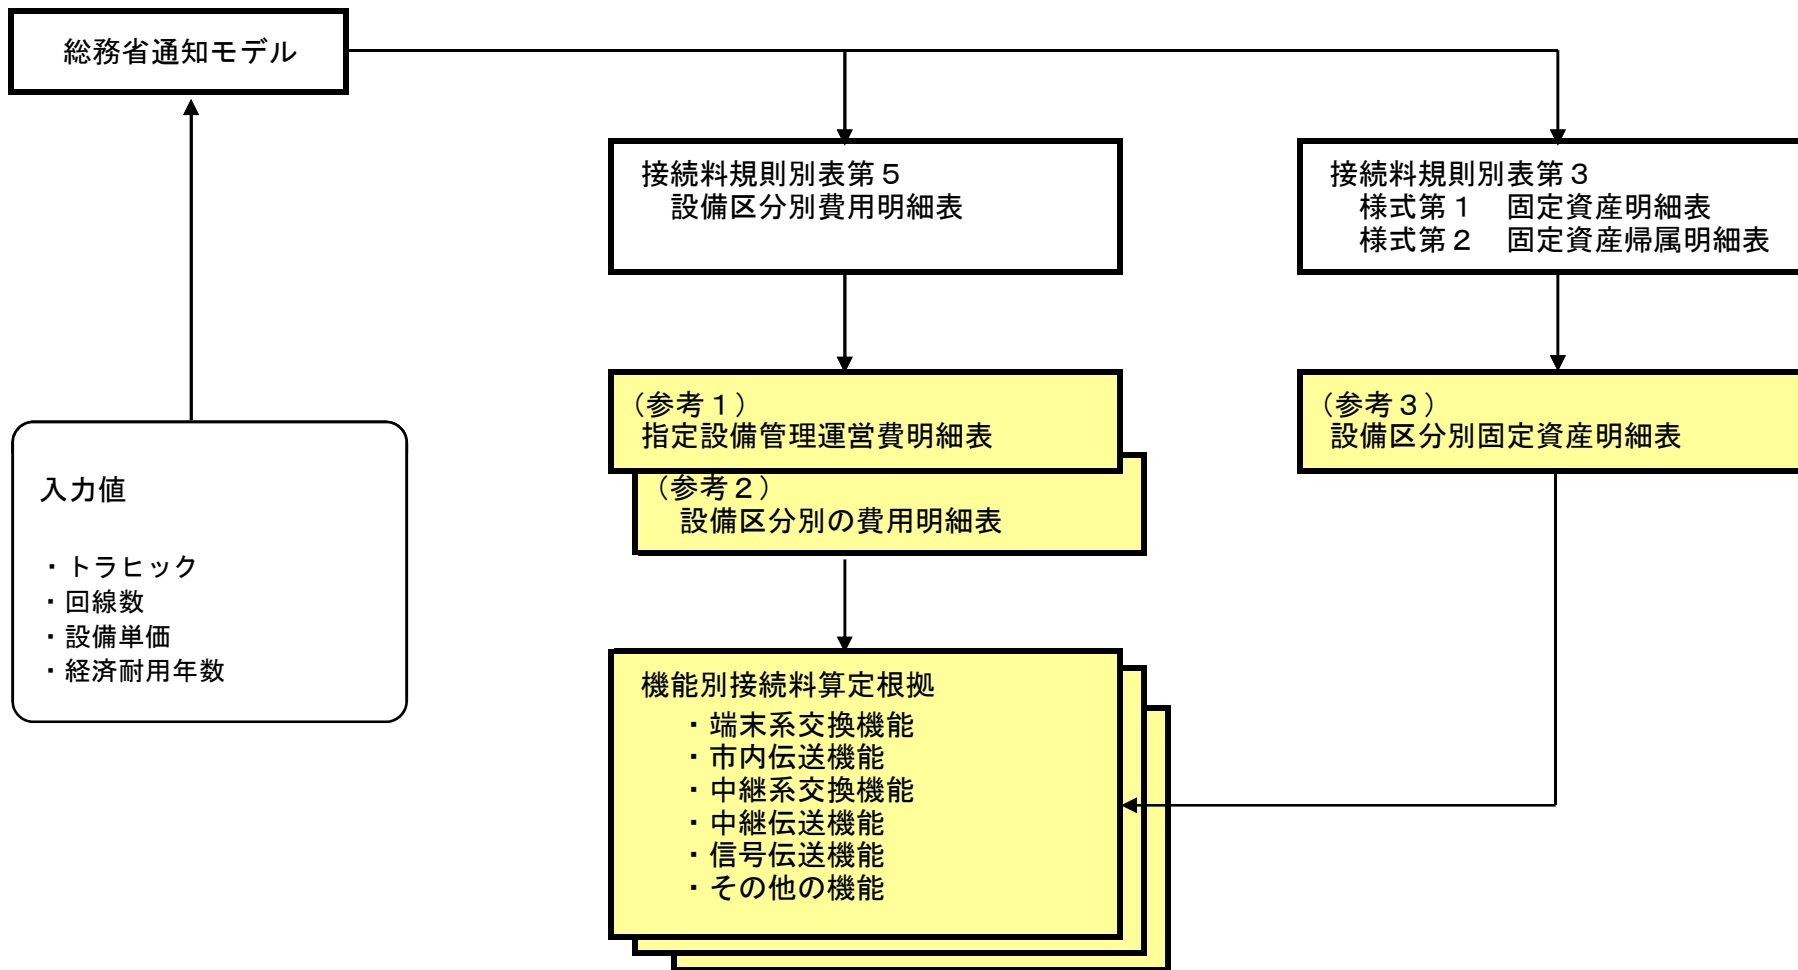 総務省通知モデル
接続料規則別表第５
設備区分別費用明細表
接続料規則別表第３
様式第１　固定資産明細表
様式第２　固定資産帰属明細表
（参考１）
指定設備管理運営費明細表
（参考２）
設備区分別の費用明細表
（参考３）
設備区分別固定資産明細表
入力値
・トラヒック
・回線数
・設備単価
・経済耐用年数
機能別接続料算定根拠
・端末系交換機能
・市内伝送機能
・中継系交換機能
・中継伝送機能
・信号伝送機能
・その他の機能